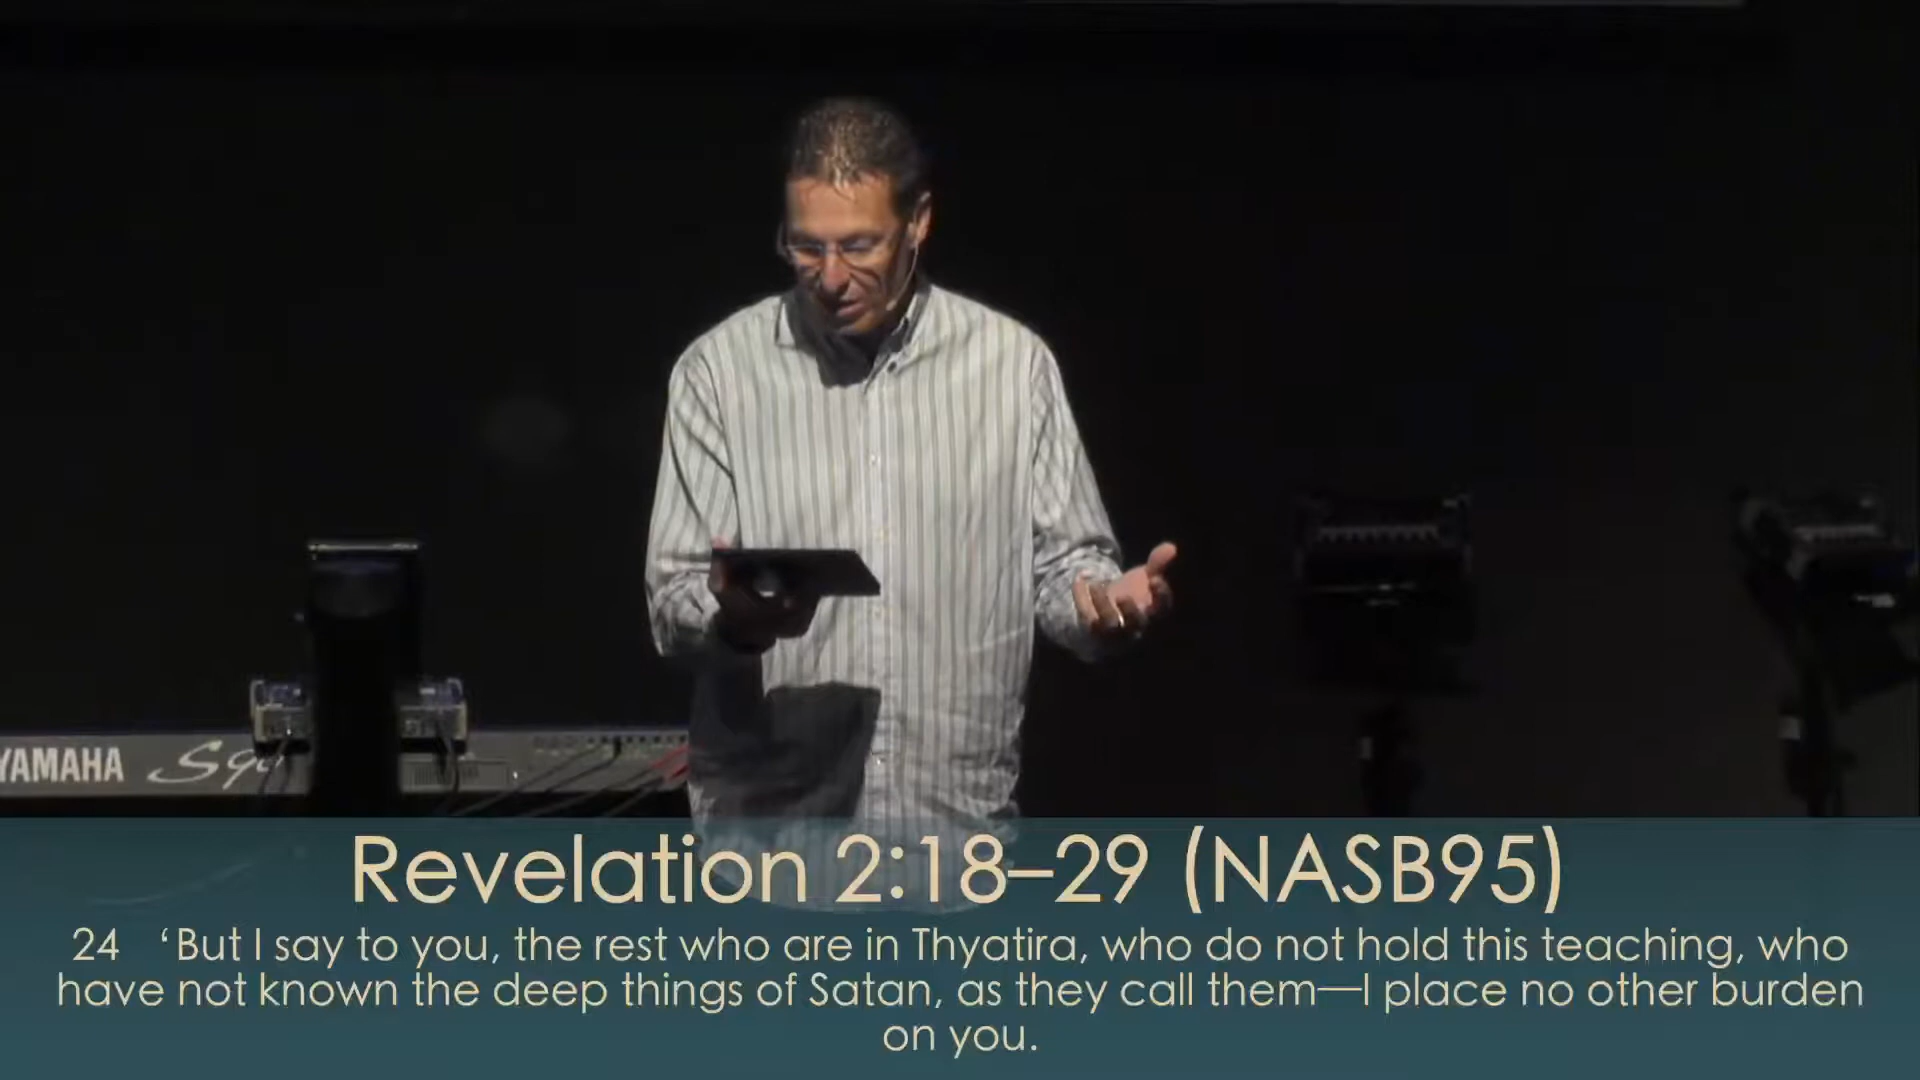 YAMAHA S90
Revelation 2:18–29 (NASB95)
24 ‘But I say to you, the rest who are in Thyatira, who do not hold this teaching, who
have not known the deep things of Satan, as they call them—I place no other burden
on you.